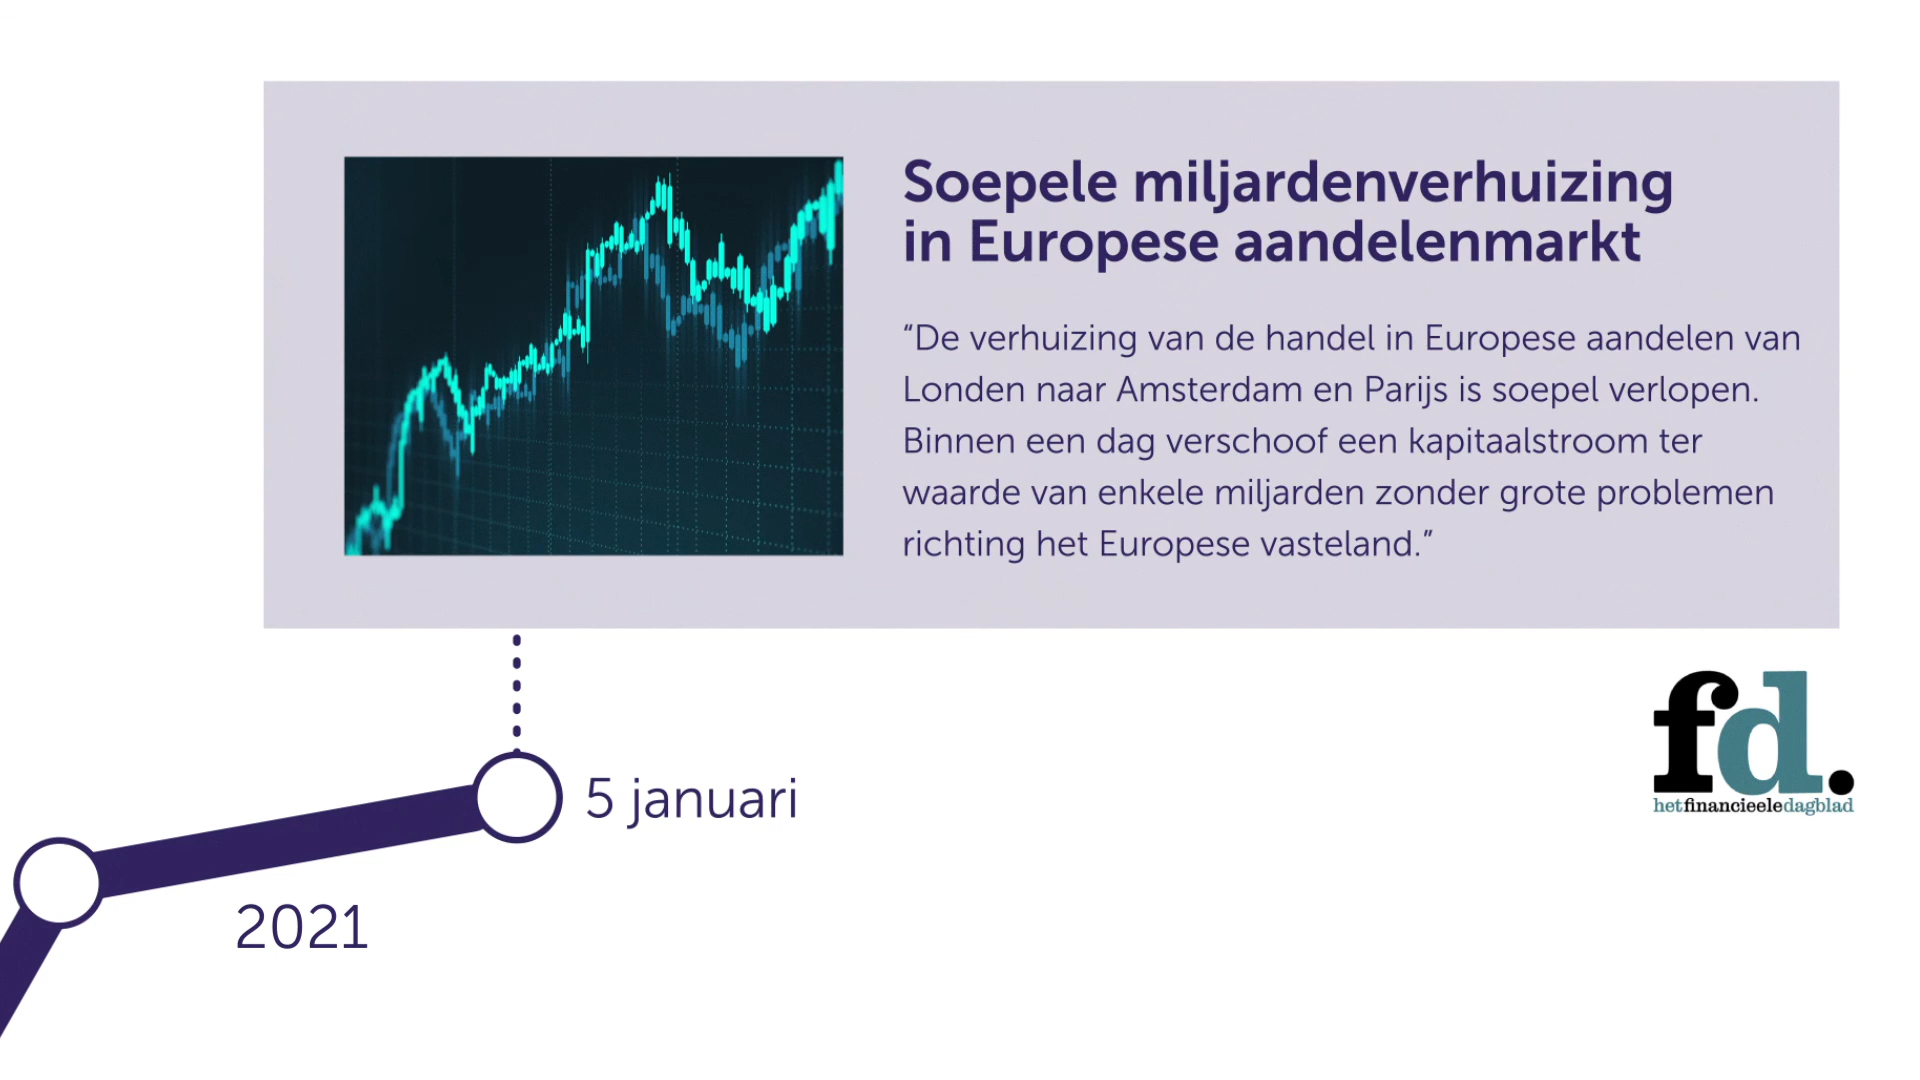 Soepele miljardenverhuizing
in Europese aandelenmarkt
“De verhuizing van de handel in Europese aandelen van
Londen naar Amsterdam en Parijs is soepel verlopen.
Binnen een dag verschoof een kapitaalstroom ter
waarde van enkele miljarden zonder grote problemen
richting het Europese vasteland.”
fd.
hetfinancieeledagblad
5 januari
2021